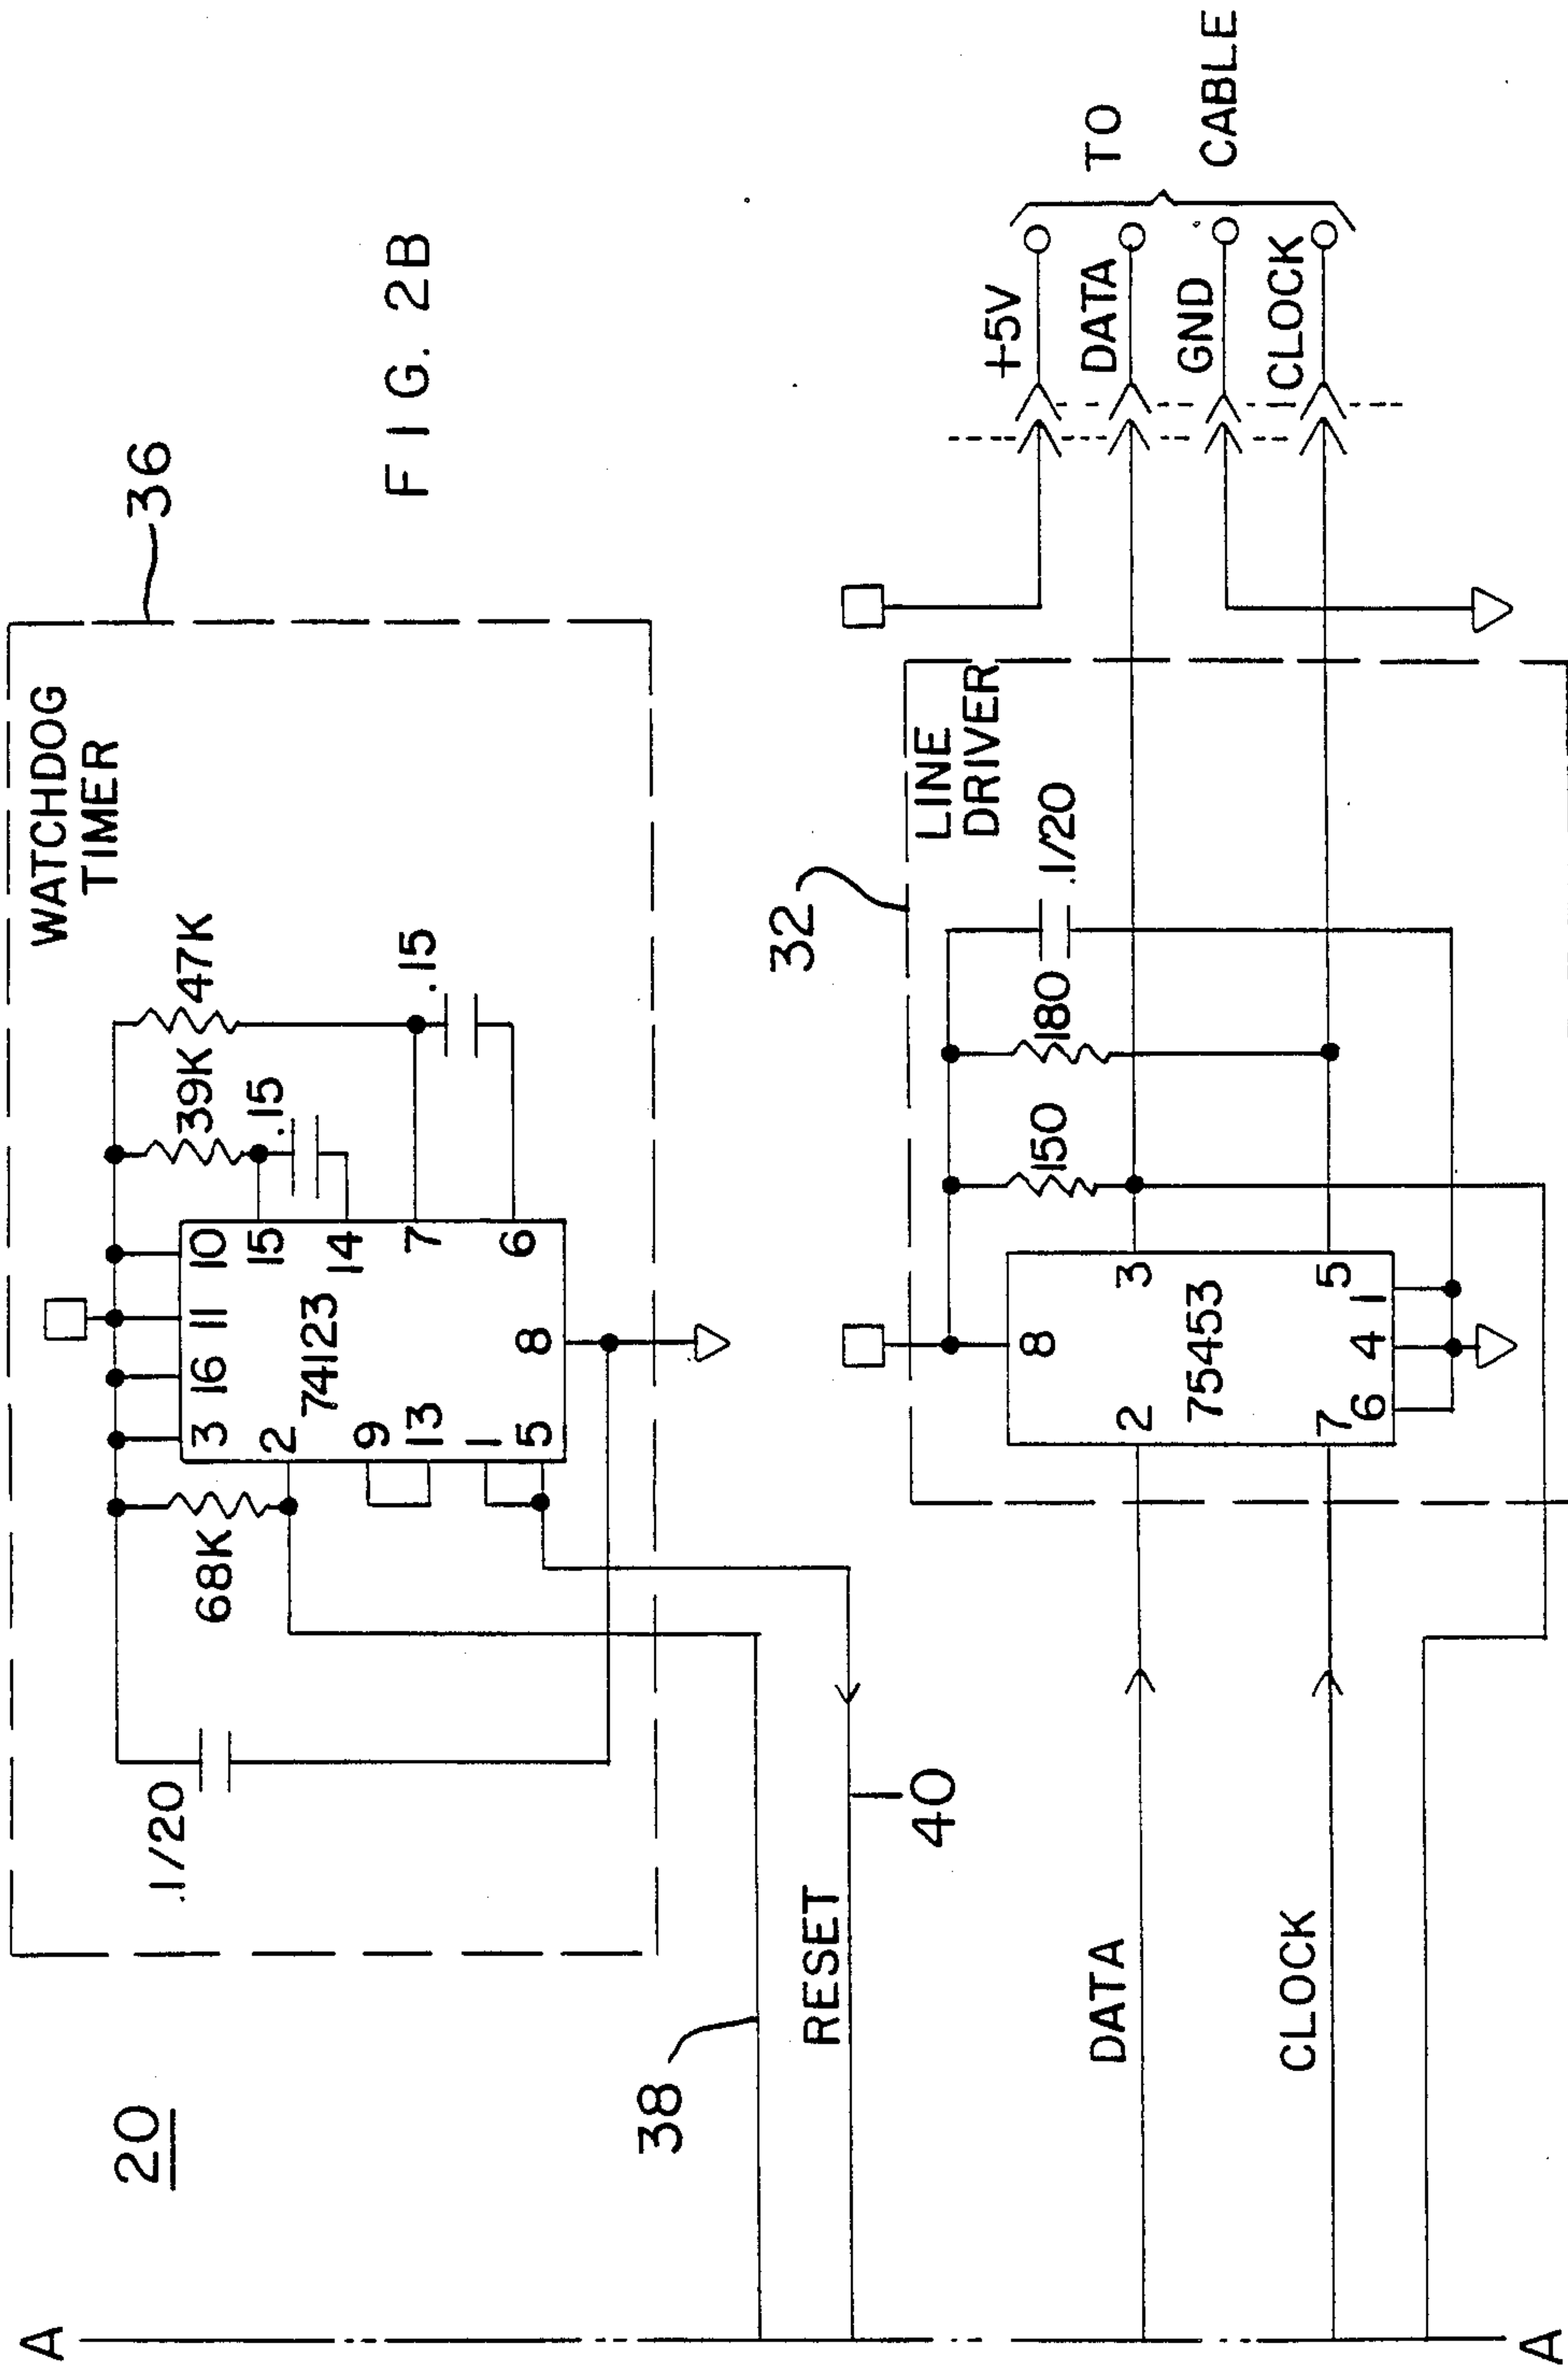 20
WATCHDOG
TIMER
36
FIG. 2B
.1/20
68K
39K
47K
.15
.15
3
16
11
10
2
74123
15
14
9
13
7
1
5
8
6
38
RESET
40
32
LINE
DRIVER
8
150
180
.1/20
DATA
2
3
75453
CLOCK
7
5
6
4
1
+5V
DATA
GND
CLOCK
TO
CABLE
A
A